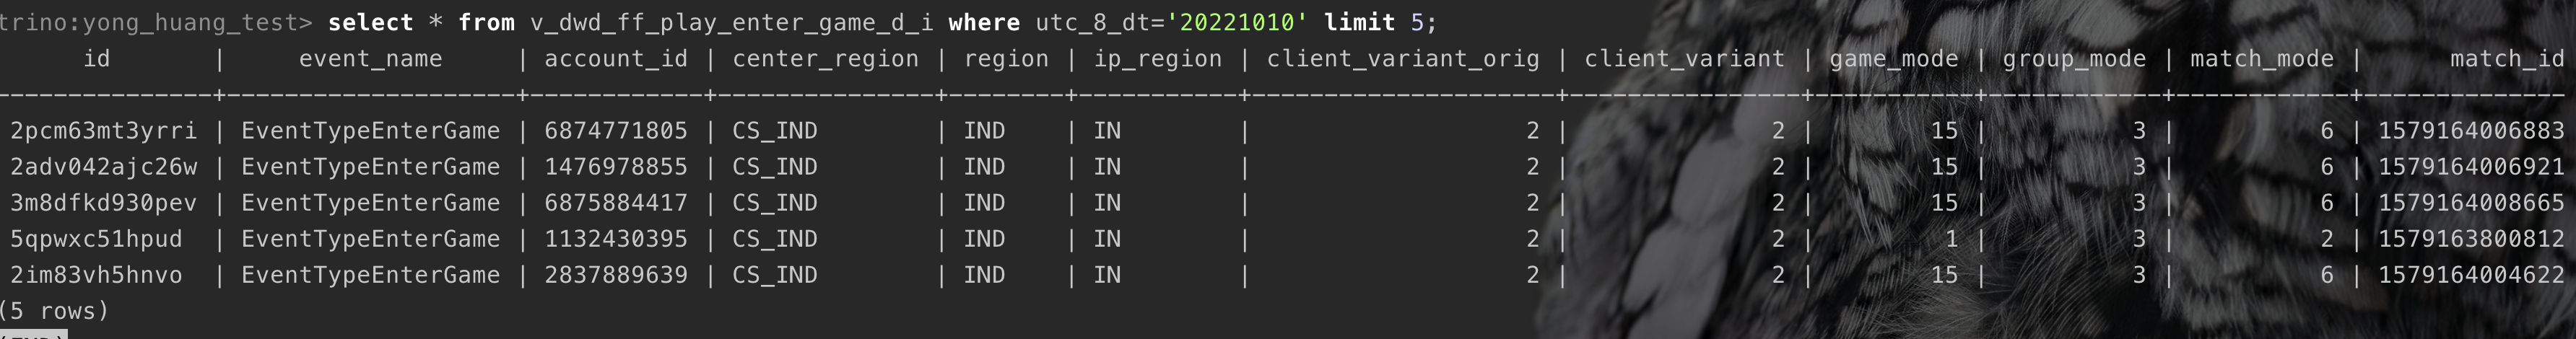 trino:yong_huang_test> select * from v_dwd_ff_play_enter_game_d_i where utc_8_dt='20221010' limit 5;
id | event_name | account_id | center_region | region | ip_region | client_variant_orig | client_variant | game_mode | group_mode | match_mode | match_id
---------------+---------------------+------------+---------------+--------+-----------+---------------------+----------------+-----------+------------+------------+--------------
2pcm63mt3yrri | EventTypeEnterGame | 6874771805 | CS_IND | IND | IN | 2 | 2 | 15 | 3 | 6 | 1579164006883
2adv042ajc26w | EventTypeEnterGame | 1476978855 | CS_IND | IND | IN | 2 | 2 | 15 | 3 | 6 | 1579164006921
3m8dfkd930pev | EventTypeEnterGame | 6875884417 | CS_IND | IND | IN | 2 | 2 | 15 | 3 | 6 | 1579164008665
5qpwxc51hpud | EventTypeEnterGame | 1132430395 | CS_IND | IND | IN | 2 | 2 | 1 | 3 | 2 | 1579163800812
2im83vh5hnvo | EventTypeEnterGame | 2837889639 | CS_IND | IND | IN | 2 | 2 | 15 | 3 | 6 | 1579164004622
(5 rows)